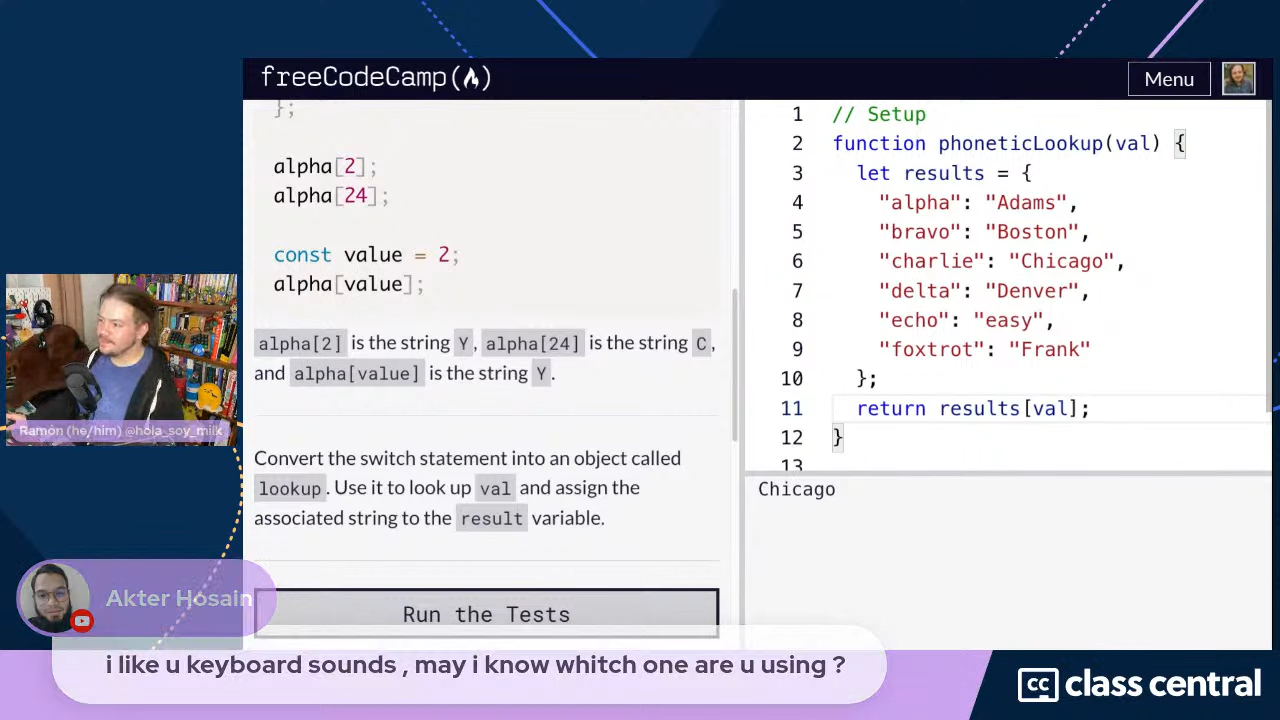 freeCodeCamp
Menu
};
alpha[2];
alpha[24];
const value = 2;
alpha[value];
alpha[2] is the string Y, alpha[24] is the string C,
and alpha[value] is the string Y.
Convert the switch statement into an object called
lookup. Use it to look up val and assign the
associated string to the result variable.
Run the Tests
1 // Setup
2 function phoneticLookup(val) {
3 let results = {
4 "alpha": "Adams",
5 "bravo": "Boston",
6 "charlie": "Chicago",
7 "delta": "Denver",
8 "echo": "easy",
9 "foxtrot": "Frank"
10 };
11 return results[val];
12 }
13
Chicago
Ramón (he/him) @hola_soy_milk
Akter Hosain
i like u keyboard sounds , may i know whitch one are u using ?
cc class central